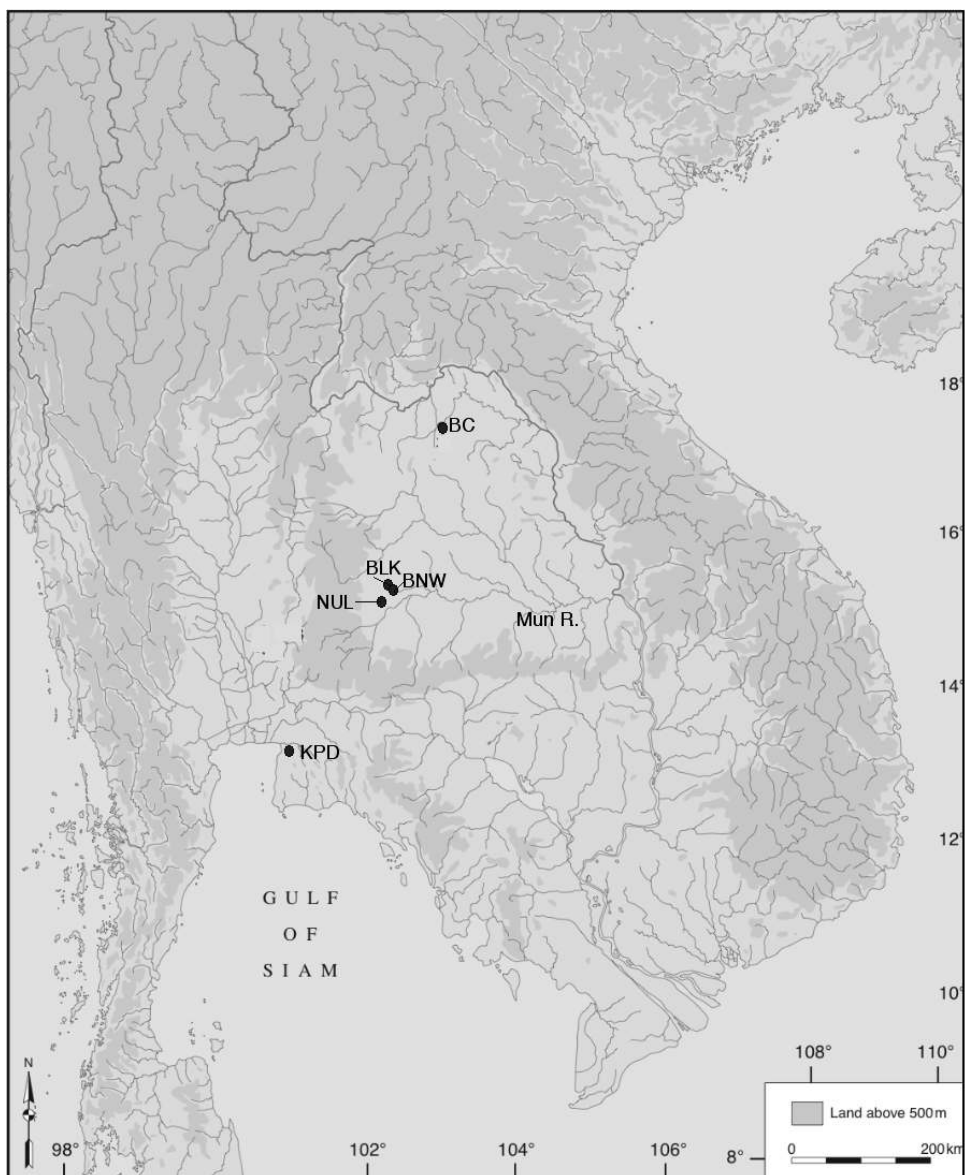 18°
BC
16°
BLK
BNW
NUL
Mun R.
14°
KPD
12°
GULF
OF
SIAM
10°
N
108° 110°
Land above 500m
0 200km
98° 102° 104° 106° 8°